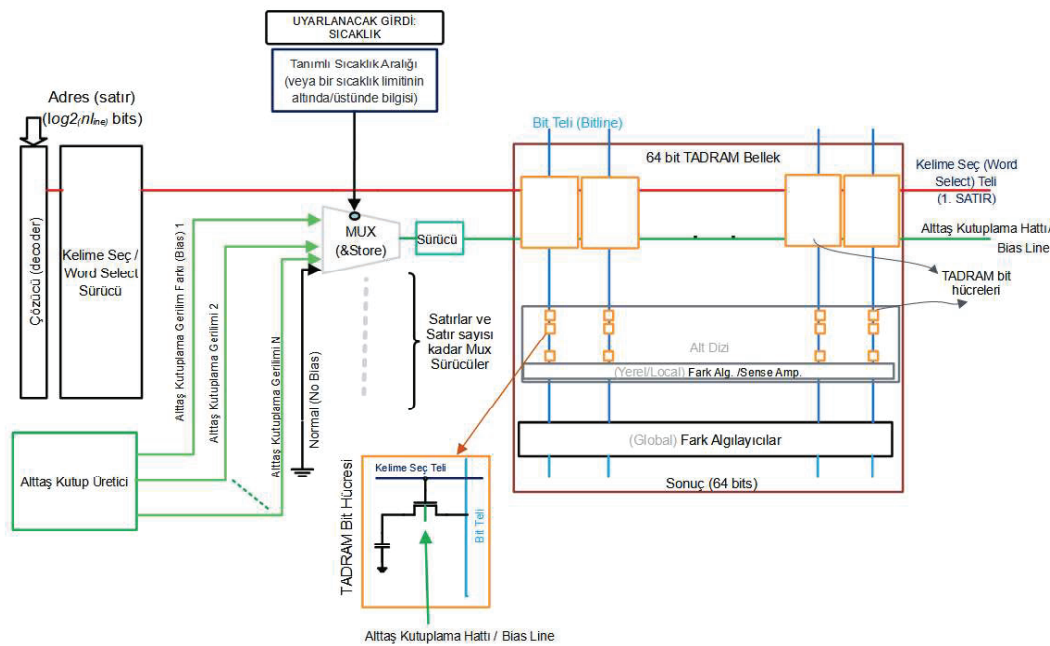 UYARLANACAK GİRDİ:
SICAKLIK
Tanımlı Sıcaklık Aralığı
(veya bir sıcaklık limitinin
altında/üstünde bilgisi)
Adres (satır)
(log2(nline) bits)
Çözücü (decoder)
Kelime Seç /
Word Select
Sürücü
MUX
(&Store)
Sürücü
Bit Teli (Bitline)
64 bit TADRAM Bellek
Kelime Seç (Word
Select) Teli
(1. SATIR)
Alttaş Kutuplama Hattı/
Bias Line
TADRAM bit
hücreleri
Alttaş Kutuplama Gerilim Farkı (Bias) 1
Alttaş Kutuplama Gerilimi 2
Alttaş Kutuplama Gerilimi N
Normal (No Bias)
Satırlar ve
Satır sayısı
kadar Mux
Sürücüler
Alt Dizi
(Yerel/Local) Fark Alg. /Sense Amp.
(Global) Fark Algılayıcılar
Sonuç (64 bits)
Alttaş Kutup Üretici
TADRAM Bit Hücresi
Kelime Seç Teli
Bit Teli
Alttaş Kutuplama Hattı / Bias Line